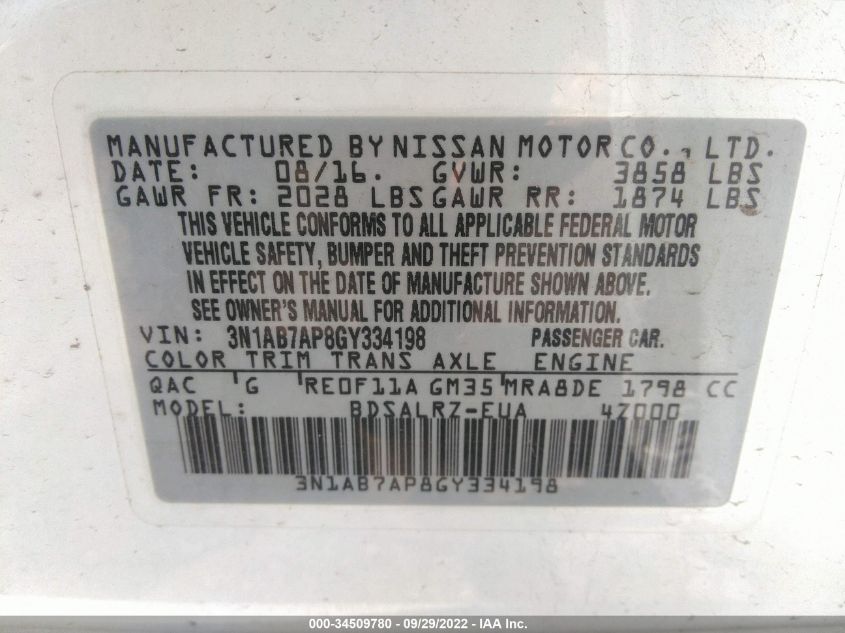 MANUFACTURED BY NISSAN MOTOR CO., LTD.
DATE: 08/16. GVWR: 3858 LBS
GAWR FR: 2028 LBS GAWR RR: 1874 LBS
THIS VEHICLE CONFORMS TO ALL APPLICABLE FEDERAL MOTOR
VEHICLE SAFETY, BUMPER AND THEFT PREVENTION STANDARDS
IN EFFECT ON THE DATE OF MANUFACTURE SHOWN ABOVE.
SEE OWNER'S MANUAL FOR ADDITIONAL INFORMATION.
VIN: 3N1AB7AP8GY334198 PASSENGER CAR.
COLOR TRIM TRANS AXLE ENGINE
QAC G RE0F11A GM35 MRA8DE 1798 CC
MODEL: BDSALRZ-EUA 4Z000
3N1AB7AP8GY334198
000-34509780 - 09/29/2022 - IAA Inc.